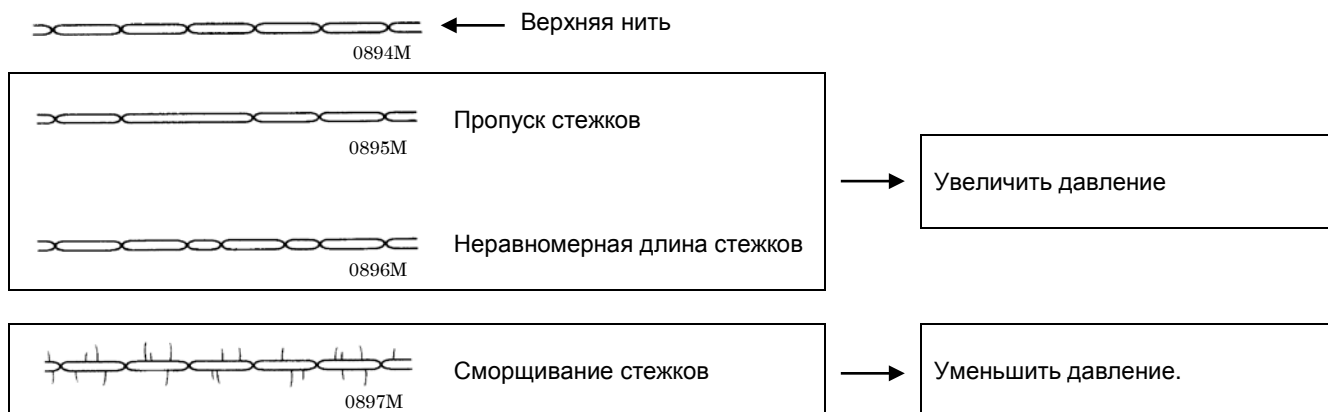 Верхняя нить
0894M
Пропуск стежков
0895M
Увеличить давление
Неравномерная длина стежков
0896M
Сморщивание стежков
Уменьшить давление.
0897M